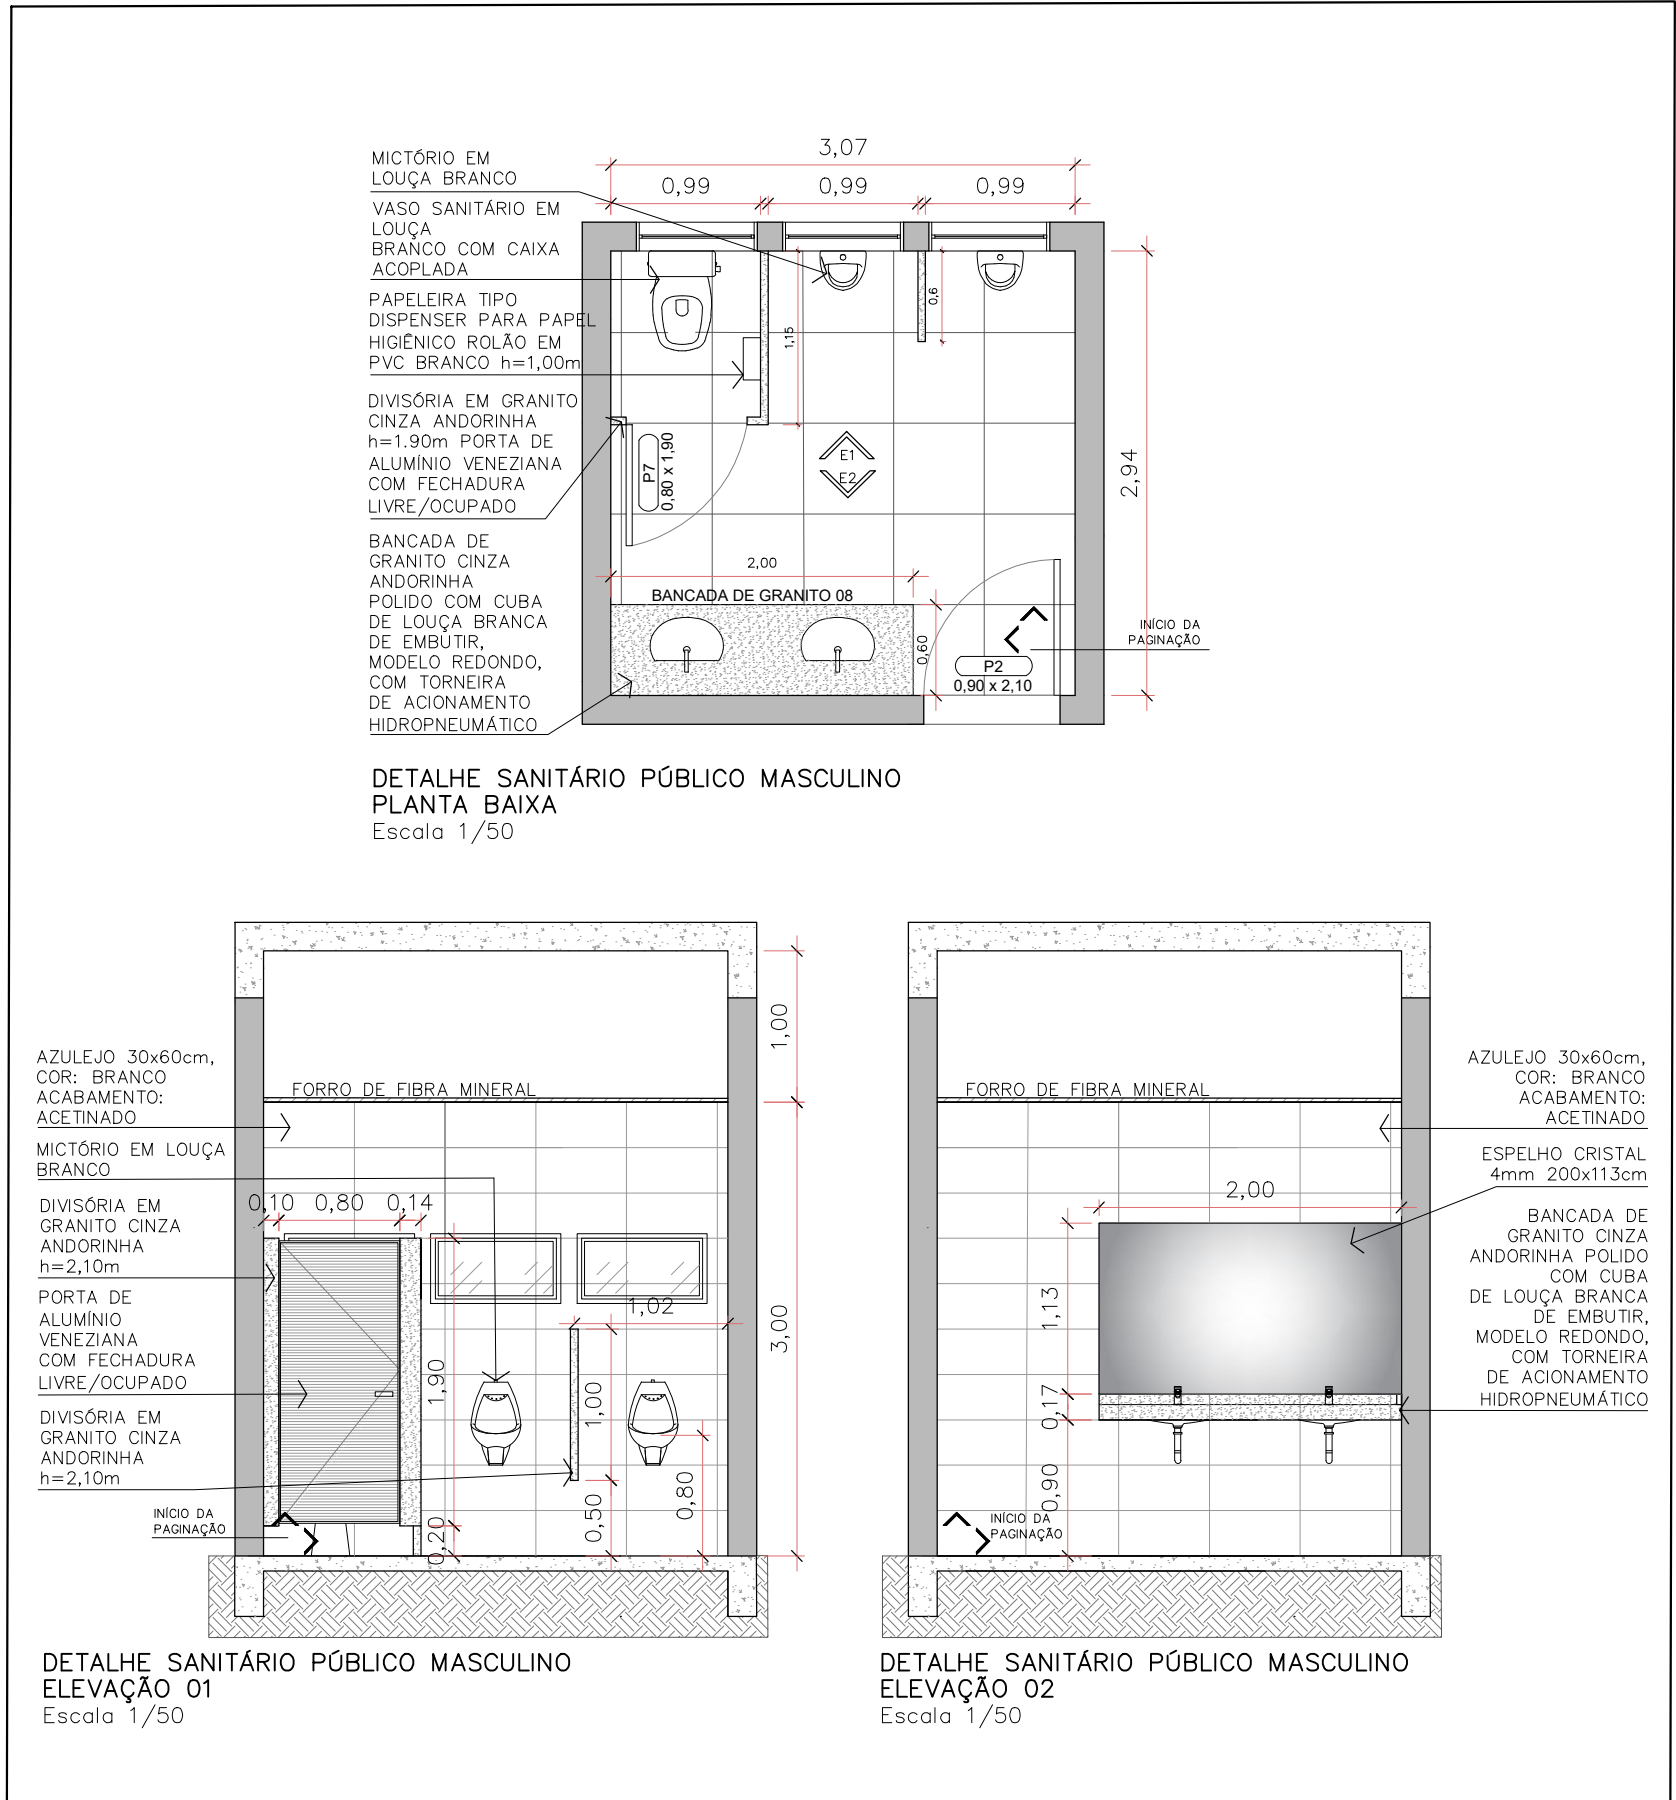 3,07
0,99
0,99
0,99
MICTÓRIO EM
LOUÇA BRANCO
VASO SANITÁRIO EM
LOUÇA
BRANCO COM CAIXA
ACOPLADA
PAPELEIRA TIPO
DISPENSER PARA PAPEL
HIGIÊNICO ROLÃO EM
PVC BRANCO h=1,00m
DIVISÓRIA EM GRANITO
CINZA ANDORINHA
h=1.90m PORTA DE
ALUMÍNIO VENEZIANA
COM FECHADURA
LIVRE/OCUPADO
BANCADA DE
GRANITO CINZA
ANDORINHA
POLIDO COM CUBA
DE LOUÇA BRANCA
DE EMBUTIR,
MODELO REDONDO,
COM TORNEIRA
DE ACIONAMENTO
HIDROPNEUMÁTICO
1,15
0,6
2,94
P7
0,80 x 1,90
E1
E2
2,00
BANCADA DE GRANITO 08
0,60
INÍCIO DA
PAGINAÇÃO
P2
0,90 x 2,10
DETALHE SANITÁRIO PÚBLICO MASCULINO
PLANTA BAIXA
Escala 1/50
AZULEJO 30x60cm,
COR: BRANCO
ACABAMENTO:
ACETINADO
MICTÓRIO EM LOUÇA
BRANCO
DIVISÓRIA EM
GRANITO CINZA
ANDORINHA
h=2,10m
PORTA DE
ALUMÍNIO
VENEZIANA
COM FECHADURA
LIVRE/OCUPADO
DIVISÓRIA EM
GRANITO CINZA
ANDORINHA
h=2,10m
INÍCIO DA
PAGINAÇÃO
FORRO DE FIBRA MINERAL
0,10
0,80
0,14
1,02
1,90
0,20
1,00
0,50
0,80
1,00
3,00
DETALHE SANITÁRIO PÚBLICO MASCULINO
ELEVAÇÃO 01
Escala 1/50
FORRO DE FIBRA MINERAL
2,00
1,13
0,17
0,90
INÍCIO DA
PAGINAÇÃO
AZULEJO 30x60cm,
COR: BRANCO
ACABAMENTO:
ACETINADO
ESPELHO CRISTAL
4mm 200x113cm
BANCADA DE
GRANITO CINZA
ANDORINHA POLIDO
COM CUBA
DE LOUÇA BRANCA
DE EMBUTIR,
MODELO REDONDO,
COM TORNEIRA
DE ACIONAMENTO
HIDROPNEUMÁTICO
DETALHE SANITÁRIO PÚBLICO MASCULINO
ELEVAÇÃO 02
Escala 1/50